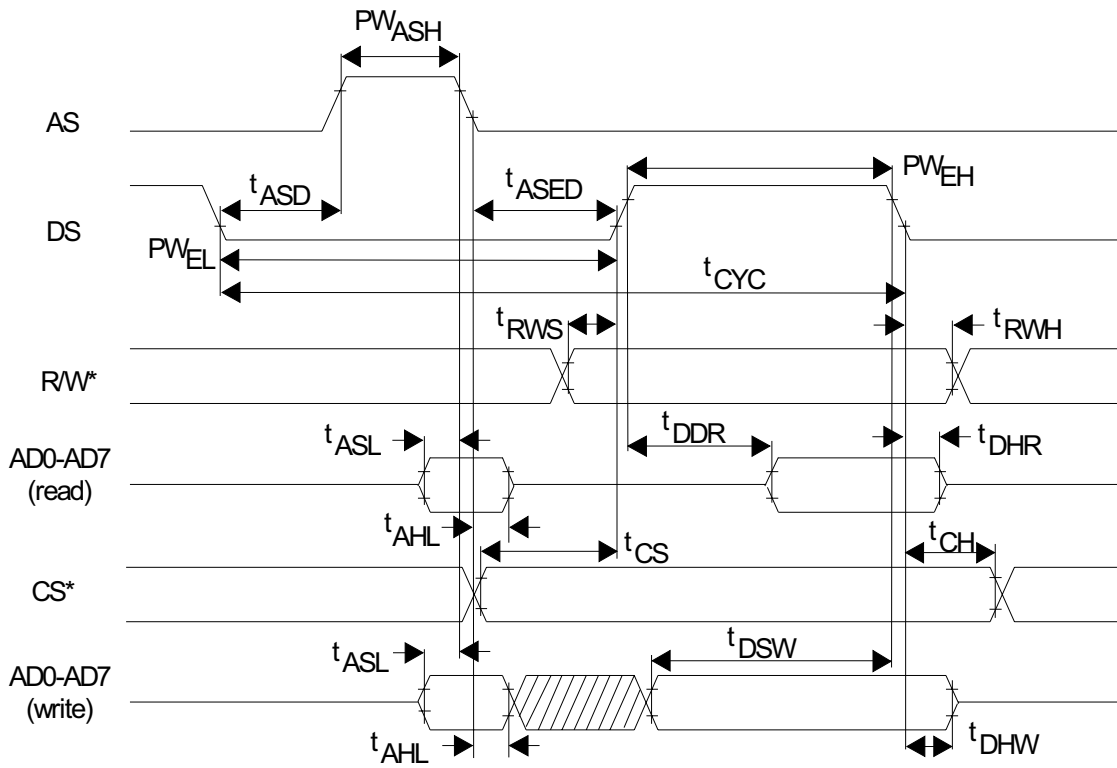 PWASH
AS
tASD
tASED
PWEH
DS
PWEL
tCYC
tRWS
tRWH
R/W*
tASL
tDDR
tDHR
AD0-AD7
(read)
tAHL
tCS
tCH
CS*
tASL
tDSW
AD0-AD7
(write)
tAHL
tDHW